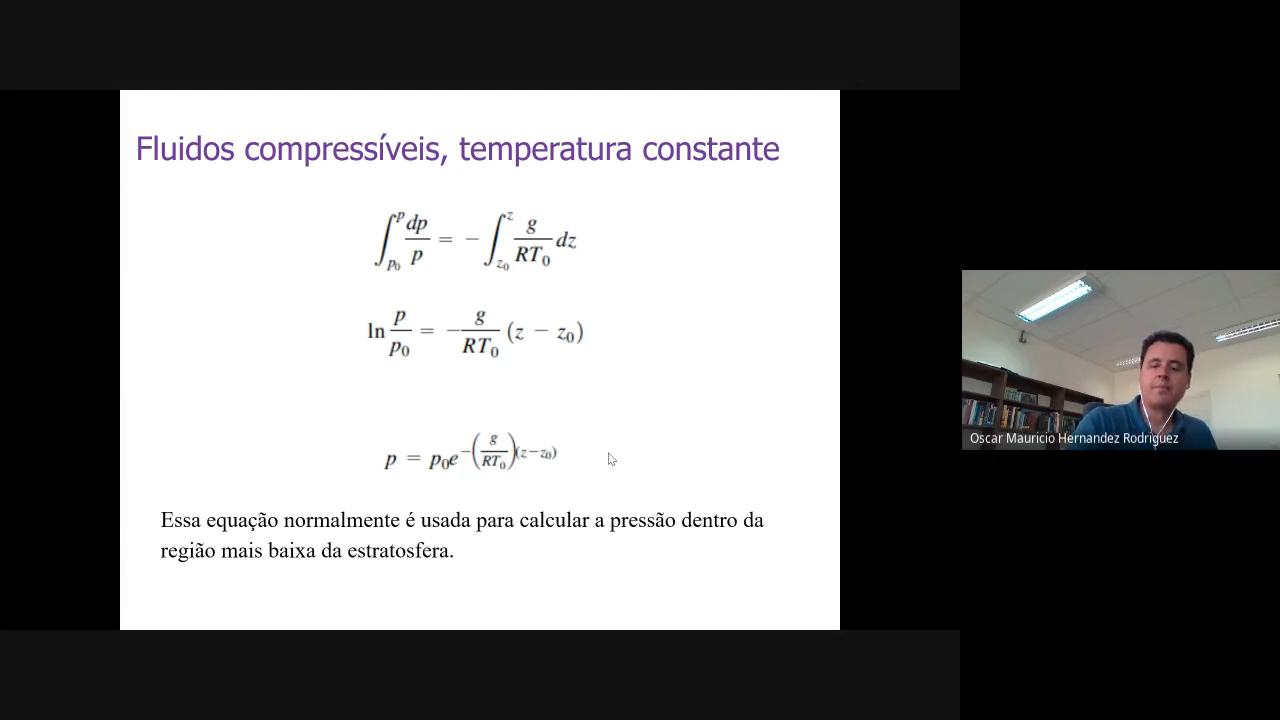 Fluidos compressíveis, temperatura constante
∫_{p₀}^{p} dp/p = − ∫_{z₀}^{z} g/RT₀ dz
ln p/p₀ = − g/RT₀ (z − z₀)
p = p₀e^{−(g/RT₀)(z−z₀)}
Essa equação normalmente é usada para calcular a pressão dentro da
região mais baixa da estratosfera.
Oscar Mauricio Hernandez Rodriguez